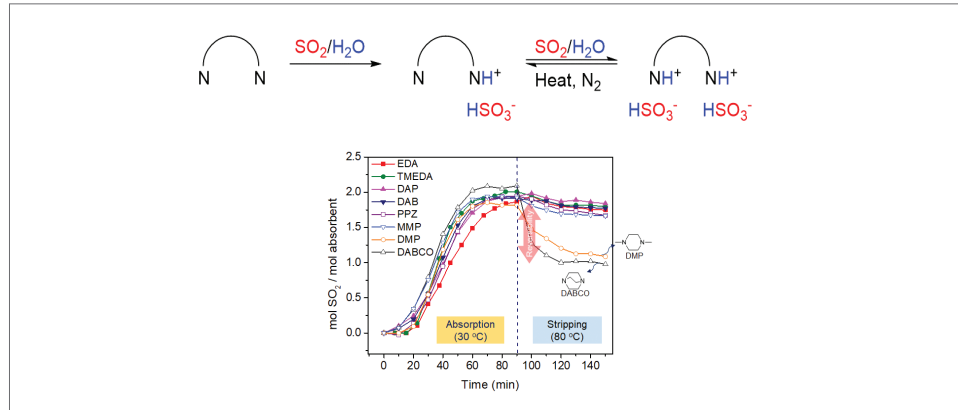 SO2/H2O
SO2/H2O
Heat, N2
N N
N NH+
HSO3-
NH+ NH+
HSO3- HSO3-
2.5
2.0
1.5
1.0
0.5
0.0
mol SO2 / mol absorbent
EDA
TMEDA
DAP
DAB
PPZ
MMP
DMP
DABCO
Absorption
(30 °C)
Stripping
(80 °C)
N
N
DMP
N
N
DABCO
0 20 40 60 80 100 120 140
Time (min)